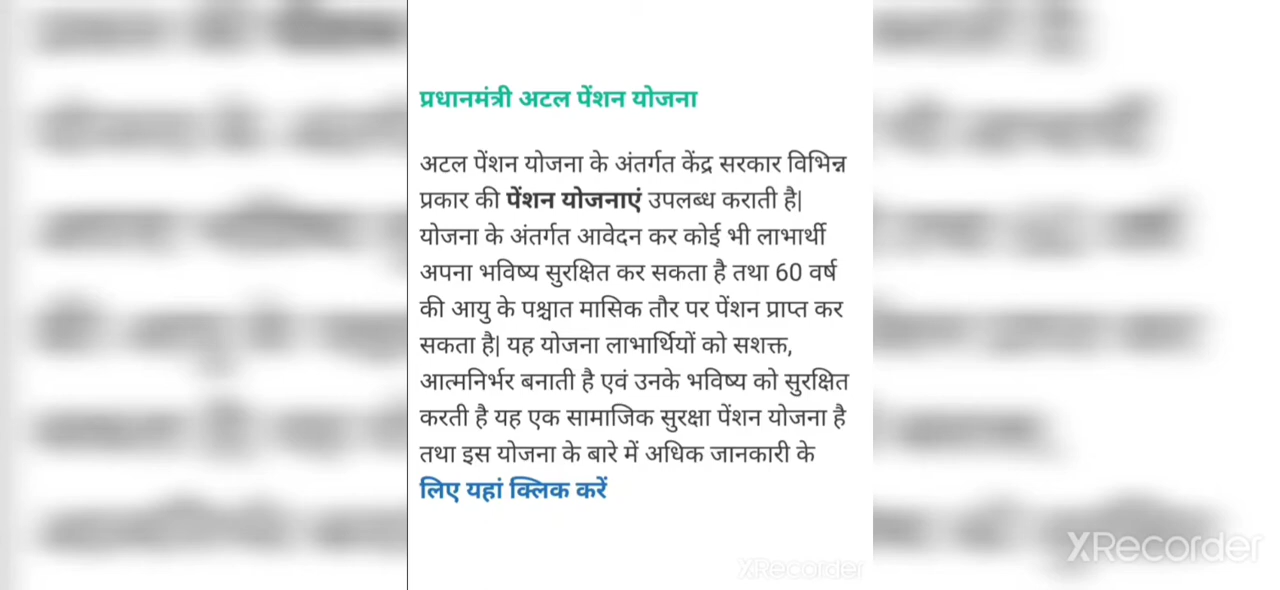 प्रधानमंत्री अटल पेंशन योजना
अटल पेंशन योजना के अंतर्गत केंद्र सरकार विभिन्न
प्रकार की पेंशन योजनाएं उपलब्ध कराती है|
योजना के अंतर्गत आवेदन कर कोई भी लाभार्थी
अपना भविष्य सुरक्षित कर सकता है तथा 60 वर्ष
की आयु के पश्चात मासिक तौर पर पेंशन प्राप्त कर
सकता है| यह योजना लाभार्थियों को सशक्त,
आत्मनिर्भर बनाती है एवं उनके भविष्य को सुरक्षित
करती है यह एक सामाजिक सुरक्षा पेंशन योजना है
तथा इस योजना के बारे में अधिक जानकारी के
लिए यहां क्लिक करें
XRecorder
XRecorder